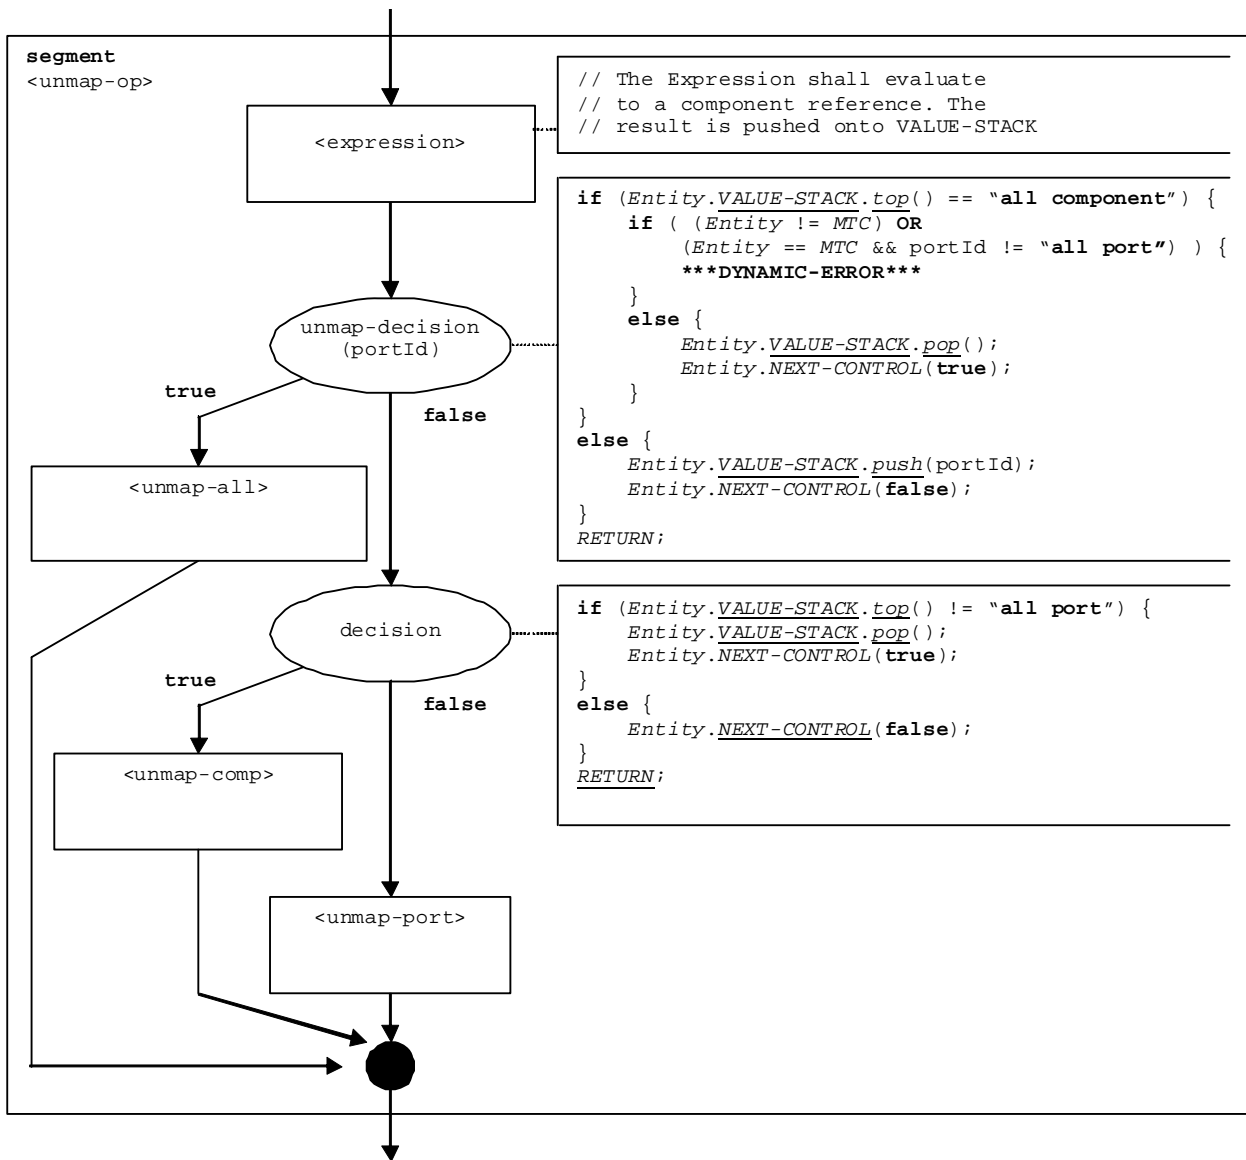 segment
<unmap-op>
// The Expression shall evaluate
// to a component reference. The
// result is pushed onto VALUE-STACK
<expression>
if (Entity.VALUE-STACK.top() == “all component”) {
if ( (Entity != MTC) OR
(Entity == MTC && portId != “all port”) ) {
***DYNAMIC-ERROR***
}
else {
Entity.VALUE-STACK.pop();
Entity.NEXT-CONTROL(true);
}
}
else {
Entity.VALUE-STACK.push(portId);
Entity.NEXT-CONTROL(false);
}
RETURN;
unmap-decision
(portId)
true
false
<unmap-all>
decision
if (Entity.VALUE-STACK.top() != “all port”) {
Entity.VALUE-STACK.pop();
Entity.NEXT-CONTROL(true);
}
else {
Entity.NEXT-CONTROL(false);
}
RETURN;
true
false
<unmap-comp>
<unmap-port>